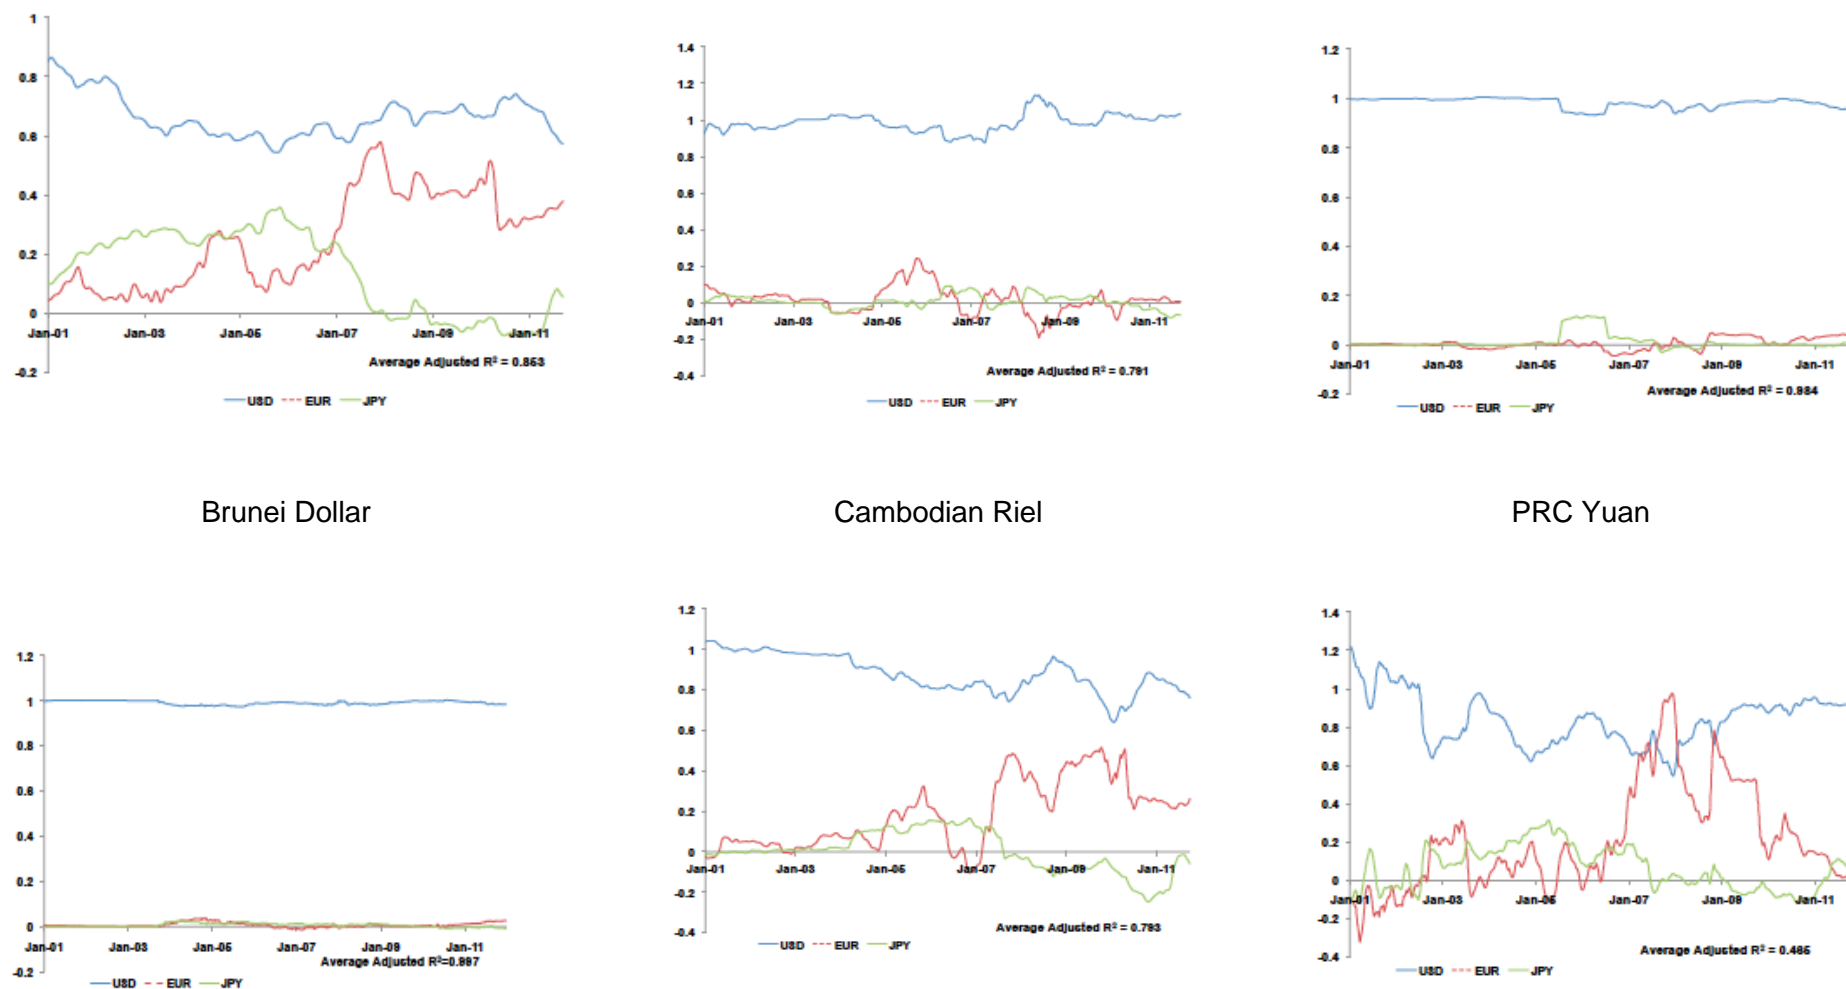 1
0.8
0.6
0.4
0.2
0
-0.2
Jan-01 Jan-03 Jan-05 Jan-07 Jan-09 Jan-11
Average Adjusted R² = 0.853
USD EUR JPY
1.4
1.2
1
0.8
0.6
0.4
0.2
0
-0.2
-0.4
Jan-01 Jan-03 Jan-05 Jan-07 Jan-09 Jan-11
Average Adjusted R² = 0.791
USD EUR JPY
1.2
1
0.8
0.6
0.4
0.2
0
-0.2
Jan-01 Jan-03 Jan-05 Jan-07 Jan-09 Jan-11
Average Adjusted R² = 0.984
USD EUR JPY
Brunei Dollar Cambodian Riel PRC Yuan
1.2
1
0.8
0.6
0.4
0.2
0
-0.2
Jan-01 Jan-03 Jan-05 Jan-07 Jan-09 Jan-11
Average Adjusted R²=0.997
USD EUR JPY
1.2
1
0.8
0.6
0.4
0.2
0
-0.2
-0.4
Jan-01 Jan-03 Jan-05 Jan-07 Jan-09 Jan-11
Average Adjusted R² = 0.793
USD EUR JPY
1.4
1.2
1
0.8
0.6
0.4
0.2
0
-0.2
-0.4
Jan-01 Jan-03 Jan-05 Jan-07 Jan-09 Jan-11
Average Adjusted R² = 0.465
USD EUR JPY